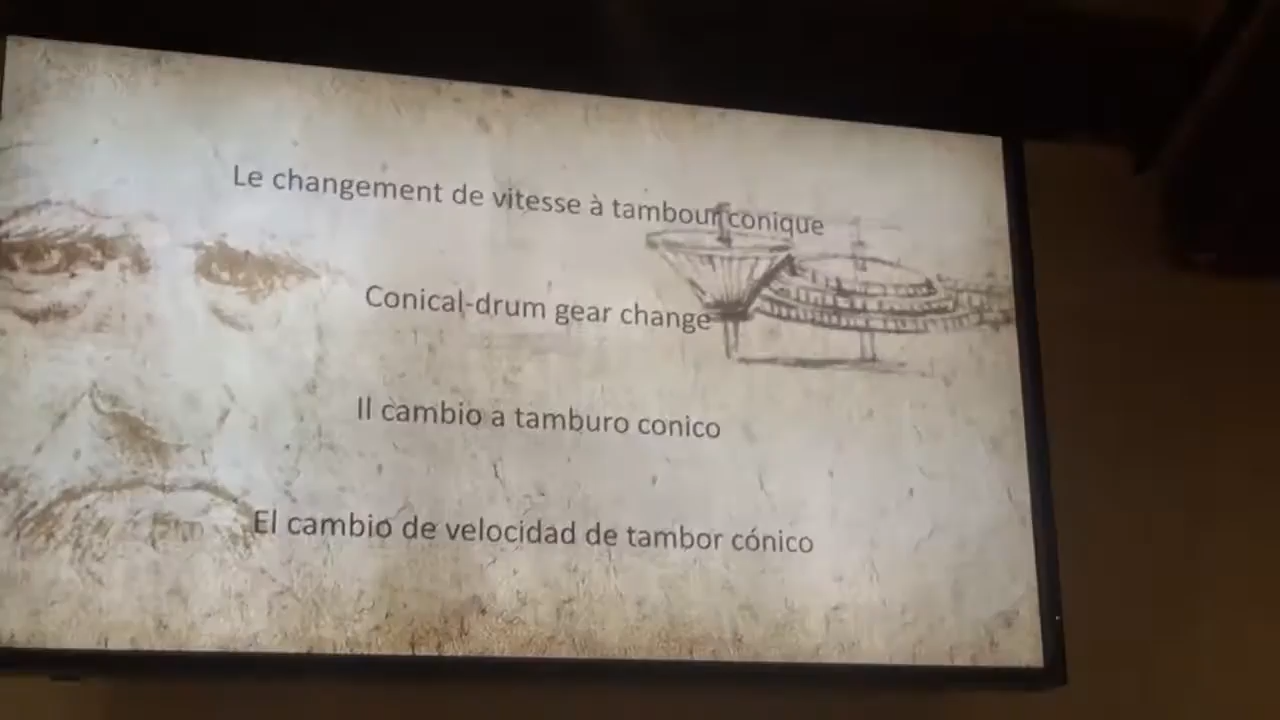 Le changement de vitesse à tambour conique
Conical-drum gear change
Il cambio a tamburo conico
El cambio de velocidad de tambor cónico